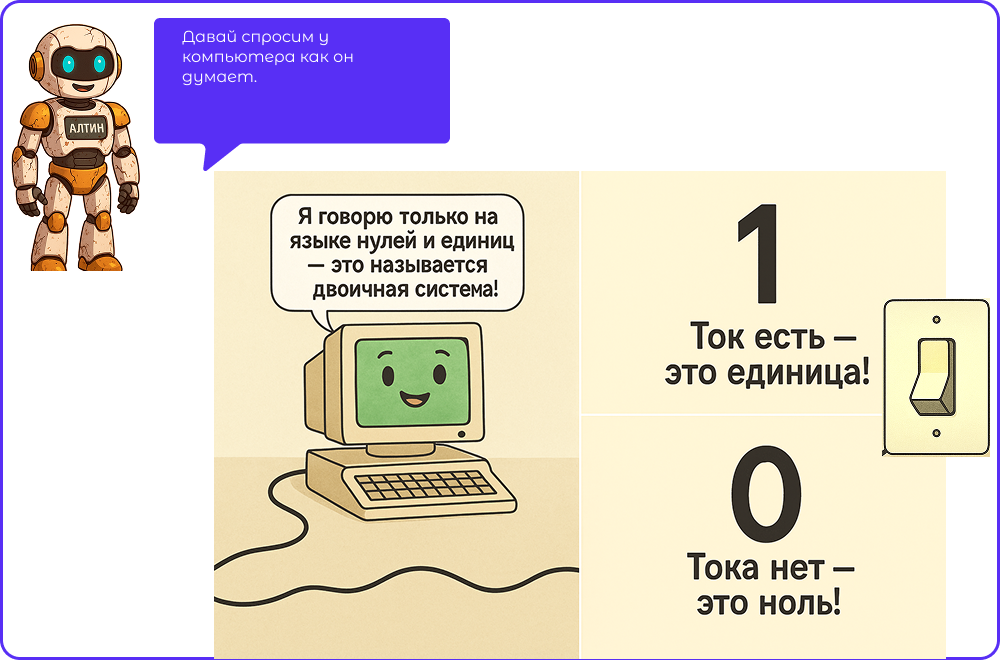 Давай спросим у
компьютера как он
думает.
АЛТИН
Я говорю только на
языке нулей и единиц
— это называется
двоичная система!
1
Ток есть —
это единица!
0
Тока нет —
это ноль!